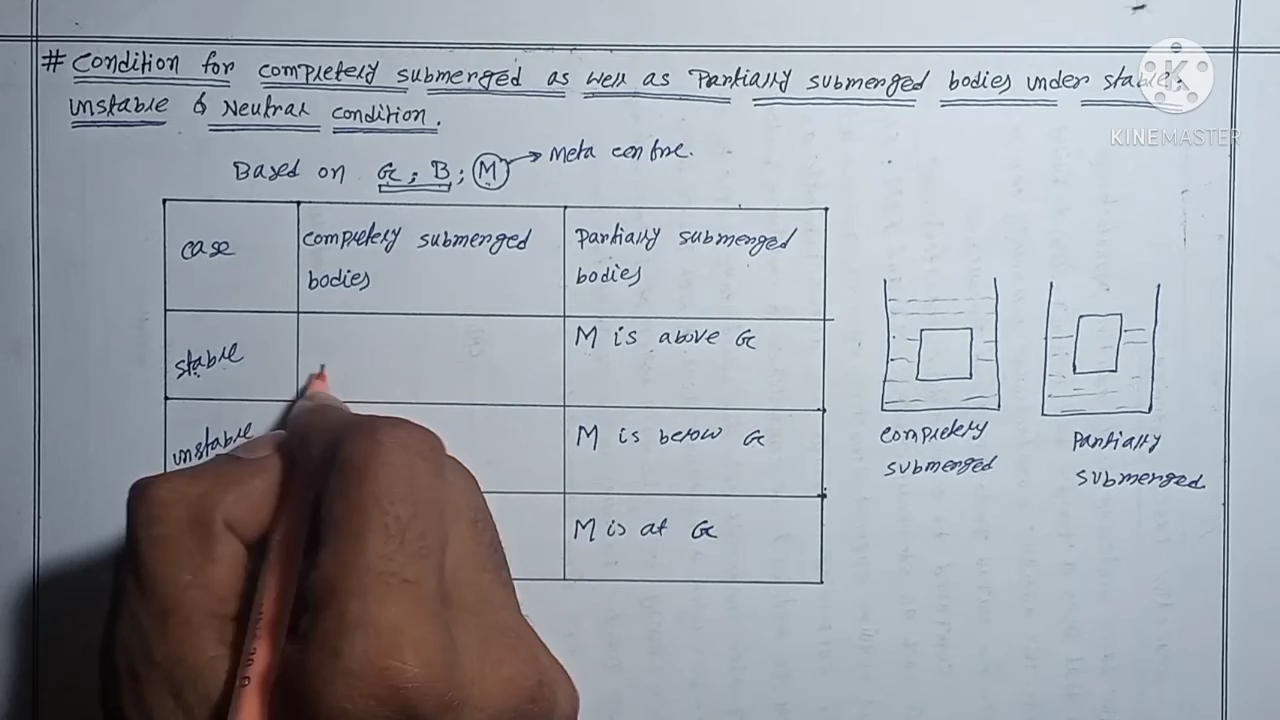 # Condition for completely submerged as well as Partially submerged bodies under stable,
unstable & Neutral condition.
KINEMASTER
Based on G, B; M → Meta centre.
case
completely submerged
bodies
Partially submerged
bodies
stable
M is above G
unstable
M is below G
M is at G
completely
submerged
Partially
submerged